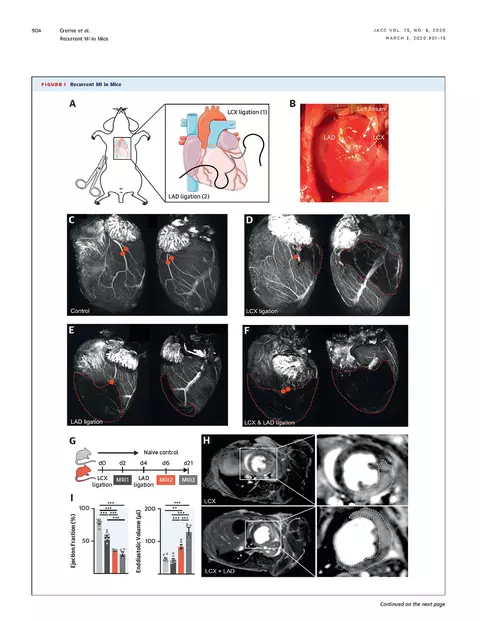 904
Cremer et al.
Recurrent MI in Mice
JACC VOL. 75, NO. 8, 2020
MARCH 3, 2020:901–15
FIGURE 1 Recurrent MI in Mice
A
LCX ligation (1)
LAD ligation (2)
B
Left Atrium
LAD
LCX
C
Control
D
LCX ligation
E
LAD ligation
F
LCX & LAD ligation
G
Naïve control
d0
d2
d4
d6
d21
LCX
ligation
MRI1
LAD
ligation
MRI2
MRI3
H
LCX
LCX + LAD
I
Ejection Fraction (%)
100
50
***
***
*** ***
***
Enddiastolic Volume (µl)
200
100
***
**
***
*** ***
Continued on the next page